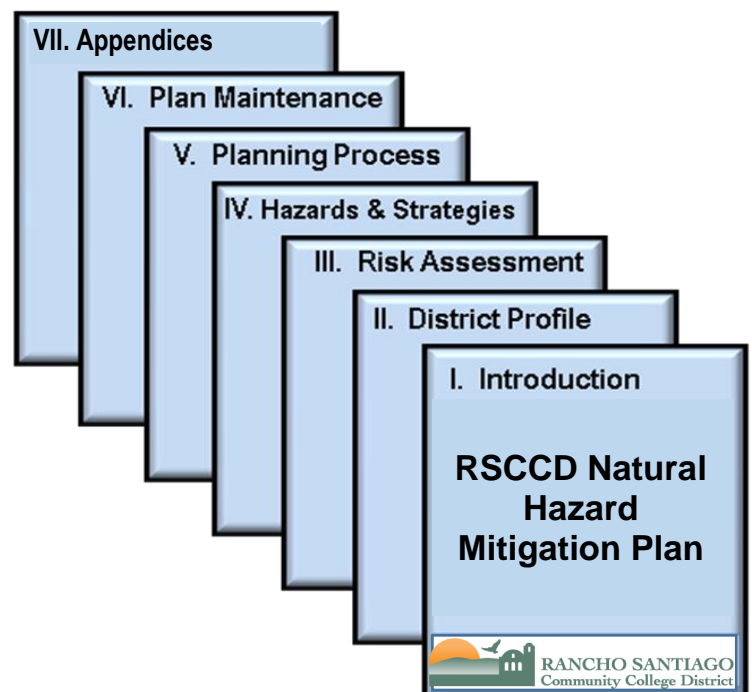 VII. Appendices
VI. Plan Maintenance
V. Planning Process
IV. Hazards & Strategies
III. Risk Assessment
II. District Profile
I. Introduction
RSCCD Natural
Hazard
Mitigation Plan
RANCHO SANTIAGO
Community College District